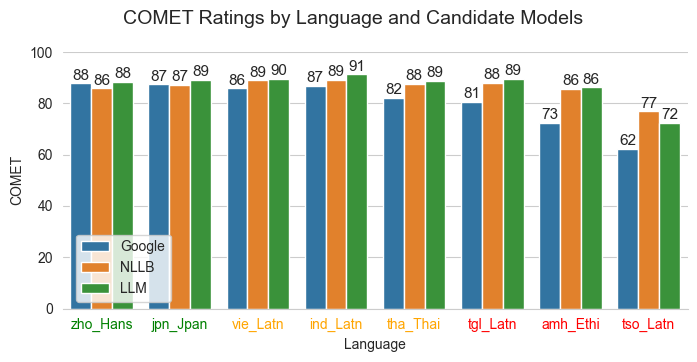 COMET Ratings by Language and Candidate Models
COMET
100
80
60
40
20
0
88 86 88 87 87 89 86 89 90 87 89 91 82 88 89 81 88 89 73 86 86 62 77 72
Google
NLLB
LLM
zho_Hans jpn_Jpan vie_Latn ind_Latn tha_Thai tgl_Latn amh_Ethi tso_Latn
Language